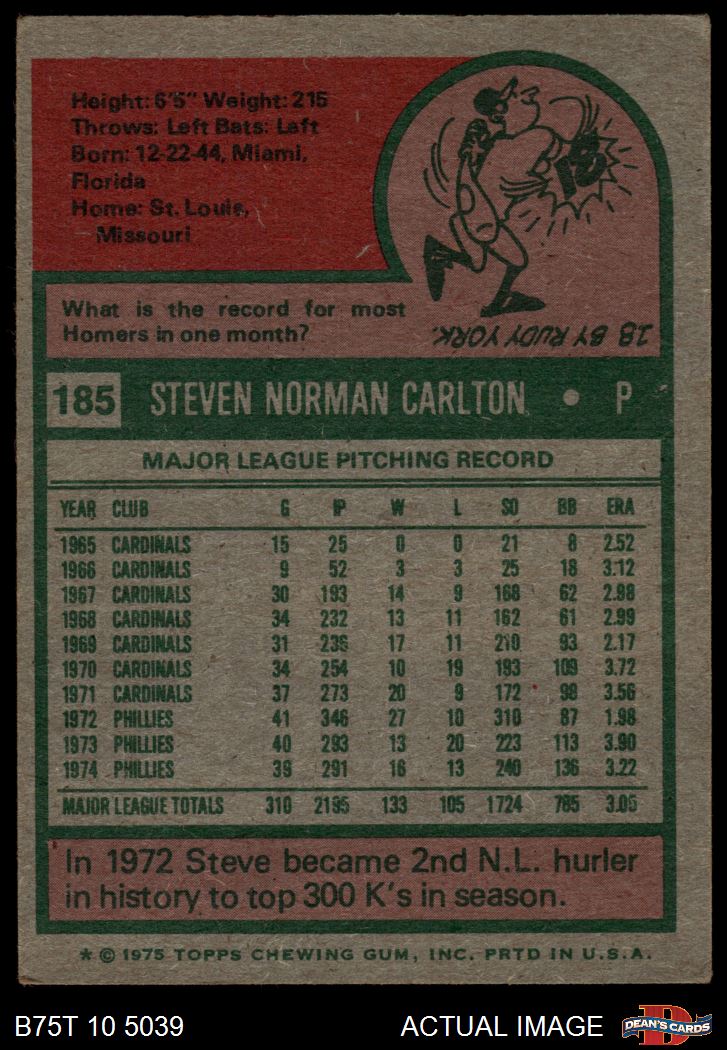 Height: 6'5" Weight: 215
Throws: Left Bats: Left
Born: 12-22-44, Miami,
Florida
Home: St. Louis,
Missouri
18
What is the record for most
Homers in one month?
18 BY RUDY YORK.
185 STEVEN NORMAN CARLTON • P
MAJOR LEAGUE PITCHING RECORD
YEAR CLUB G IP W L SO BB ERA
1965 CARDINALS 15 25 0 0 21 8 2.52
1966 CARDINALS 9 52 3 3 25 18 3.12
1967 CARDINALS 30 193 14 9 168 62 2.98
1968 CARDINALS 34 232 13 11 162 61 2.99
1969 CARDINALS 31 236 17 11 210 93 2.17
1970 CARDINALS 34 254 10 19 193 109 3.72
1971 CARDINALS 37 273 20 9 172 98 3.56
1972 PHILLIES 41 346 27 10 310 87 1.98
1973 PHILLIES 40 293 13 20 223 113 3.90
1974 PHILLIES 39 291 16 13 240 136 3.22
MAJOR LEAGUE TOTALS 310 2195 133 105 1724 785 3.05
In 1972 Steve became 2nd N.L. hurler
in history to top 300 K's in season.
* © 1975 TOPPS CHEWING GUM, INC. PRTD IN U.S.A.
B75T 10 5039 ACTUAL IMAGE
D
DEAN'S CARDS